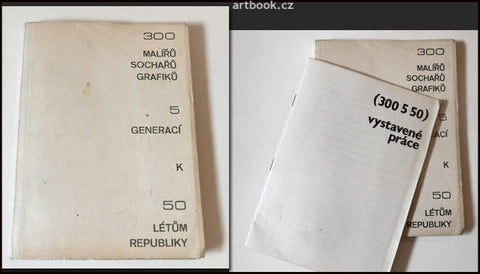 artbook.cz
300
MALÍŘŮ
SOCHAŘŮ
GRAFIKŮ
5
GENERACÍ
K
50
LÉTŮM
REPUBLIKY
300
MALÍŘŮ
SOCHAŘŮ
GRAFIKŮ
5
ACÍ
K
50
LÉTŮM
REPUBLIKY
(300 5 50)
vystavené
práce